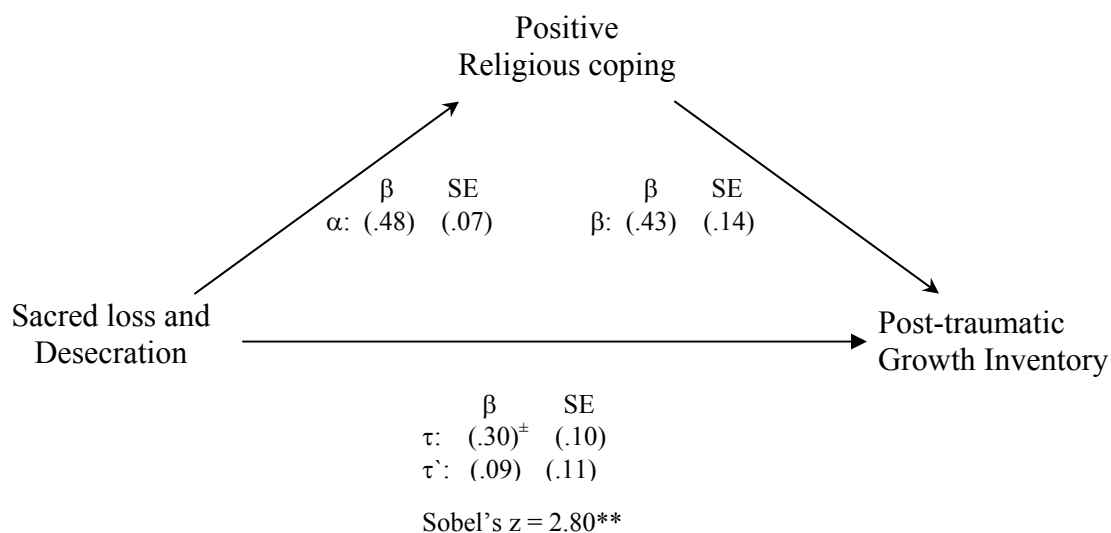 Positive
Religious coping
β SE
α: (.48) (.07)
β SE
β: (.43) (.14)
Sacred loss and
Desecration
Post-traumatic
Growth Inventory
β SE
τ: (.30)± (.10)
τ`: (.09) (.11)
Sobel’s z = 2.80**